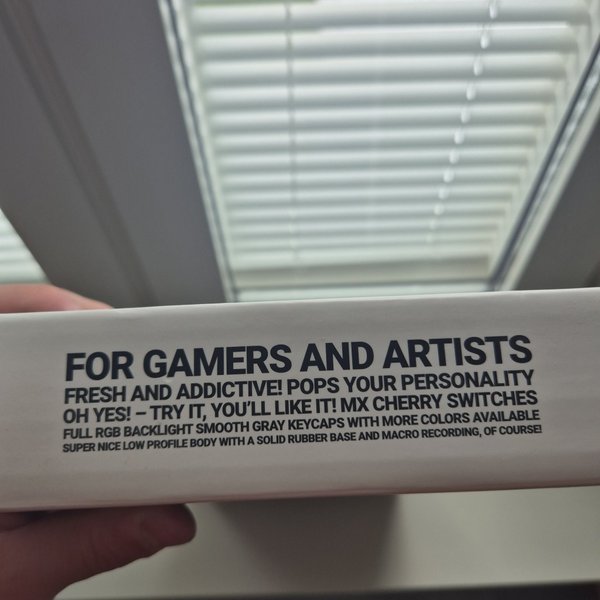 FOR GAMERS AND ARTISTS
FRESH AND ADDICTIVE! POPS YOUR PERSONALITY
OH YES! – TRY IT, YOU'LL LIKE IT! MX CHERRY SWITCHES
FULL RGB BACKLIGHT SMOOTH GRAY KEYCAPS WITH MORE COLORS AVAILABLE
SUPER NICE LOW PROFILE BODY WITH A SOLID RUBBER BASE AND MACRO RECORDING, OF COURSE!